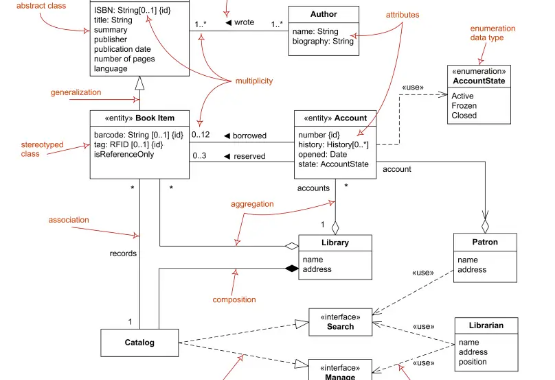 abstract class
ISBN: String[0..1] {id}
title: String
summary
publisher
publication date
number of pages
language
1..*
◄ wrote
1..*
Author
name: String
biography: String
attributes
enumeration
data type
multiplicity
generalization
«enumeration»
AccountState
Active
Frozen
Closed
«use»
«entity» Book Item
barcode: String [0..1] {id}
tag: RFID [0..1] {id}
isReferenceOnly
0..12
◄ borrowed
0..3
◄ reserved
«entity» Account
number {id}
history: History[0..*]
opened: Date
state: AccountState
stereotyped
class
account
accounts
*
*
*
aggregation
association
1
Library
name
address
Patron
name
address
records
composition
«use»
1
Catalog
«interface»
Search
«use»
Librarian
name
address
position
«interface»
Manage
«use»